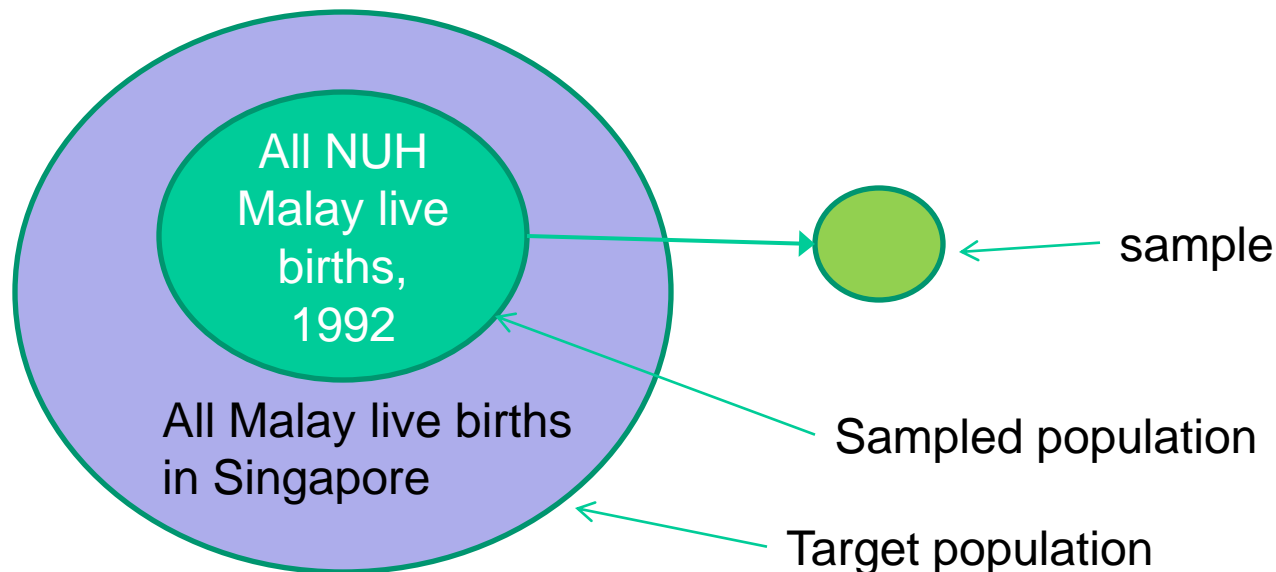 All NUH
Malay live
births,
1992
sample
All Malay live births
in Singapore
Sampled population
Target population